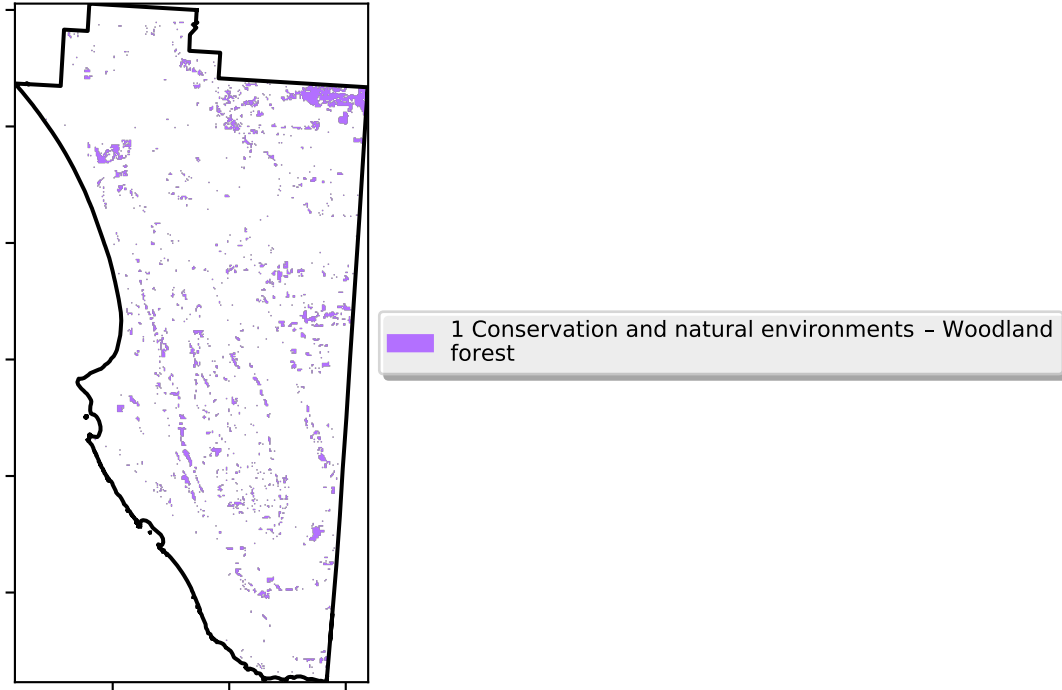 1 Conservation and natural environments – Woodland
forest